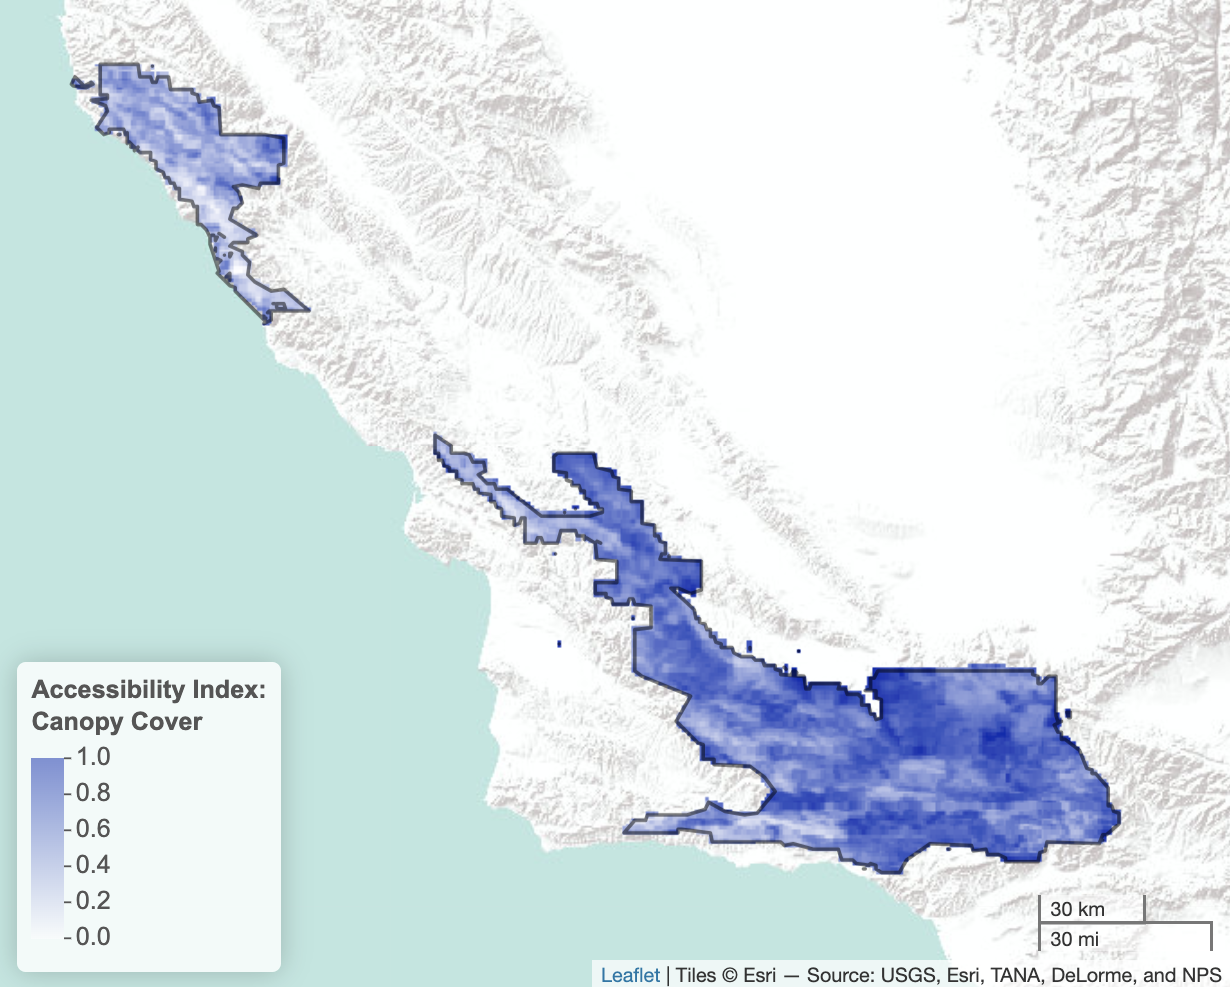 Accessibility Index:
Canopy Cover
1.0
0.8
0.6
0.4
0.2
0.0
30 km
30 mi
Leaflet | Tiles © Esri — Source: USGS, Esri, TANA, DeLorme, and NPS